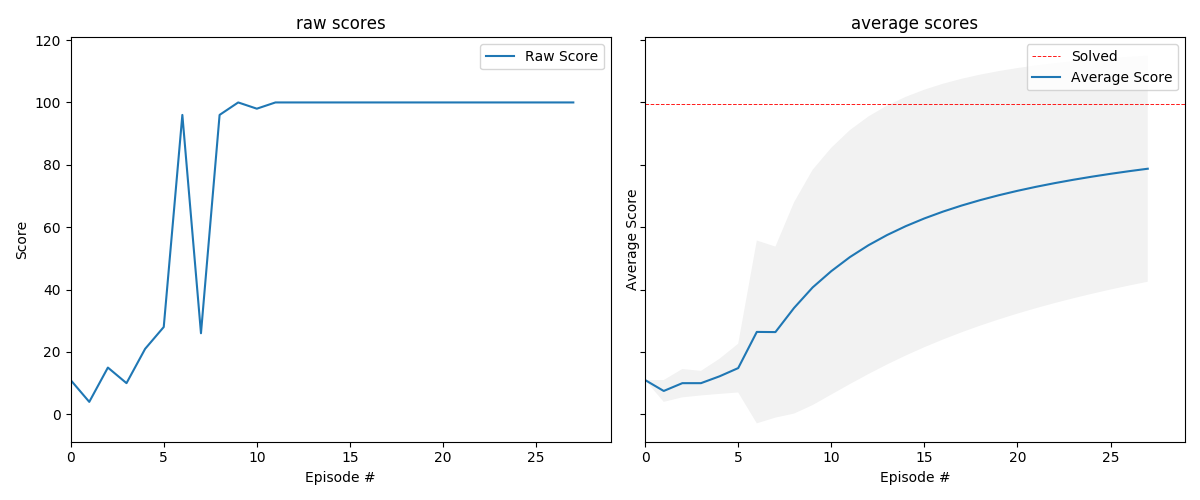 raw scores
120
100
80
60
40
20
0
Score
Raw Score
0 5 10 15 20 25
Episode #
average scores
Solved
Average Score
Average Score
0 5 10 15 20 25
Episode #